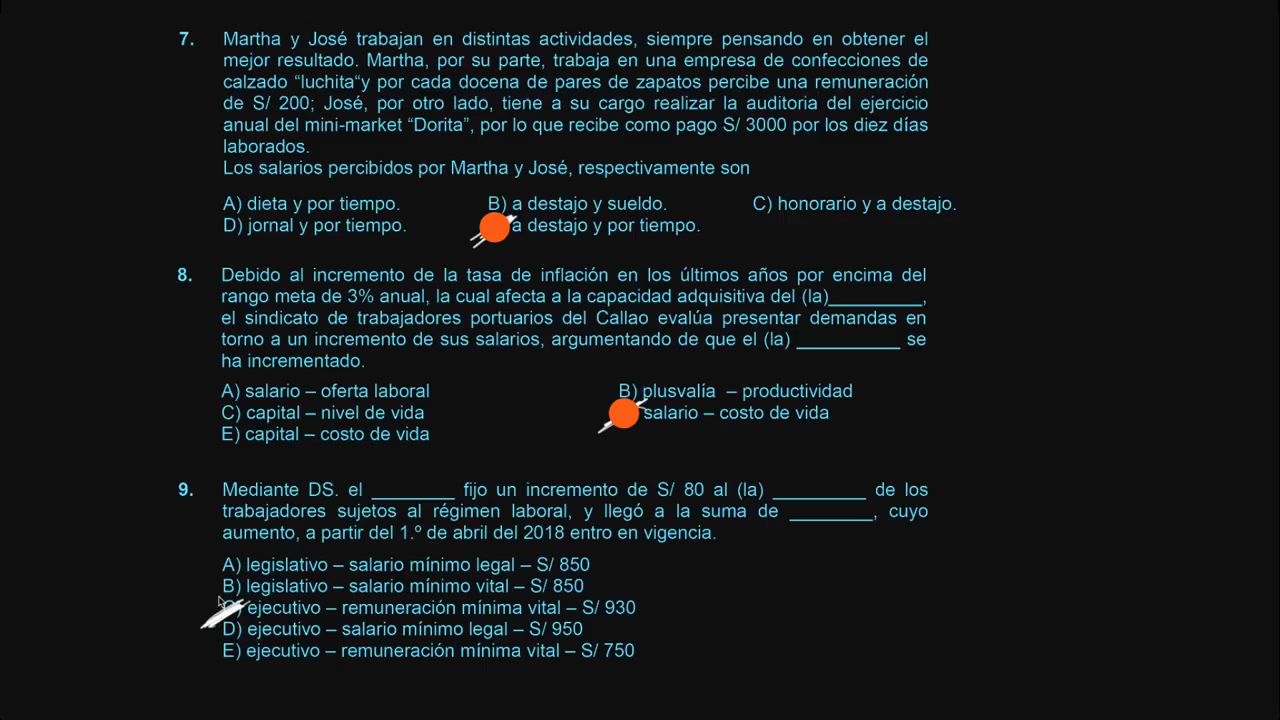 7. Martha y José trabajan en distintas actividades, siempre pensando en obtener el
mejor resultado. Martha, por su parte, trabaja en una empresa de confecciones de
calzado “luchita“y por cada docena de pares de zapatos percibe una remuneración
de S/ 200; José, por otro lado, tiene a su cargo realizar la auditoria del ejercicio
anual del mini-market “Dorita”, por lo que recibe como pago S/ 3000 por los diez días
laborados.
Los salarios percibidos por Martha y José, respectivamente son
A) dieta y por tiempo. B) a destajo y sueldo. C) honorario y a destajo.
D) jornal y por tiempo. a destajo y por tiempo.
8. Debido al incremento de la tasa de inflación en los últimos años por encima del
rango meta de 3% anual, la cual afecta a la capacidad adquisitiva del (la)_________,
el sindicato de trabajadores portuarios del Callao evalúa presentar demandas en
torno a un incremento de sus salarios, argumentando de que el (la) __________ se
ha incrementado.
A) salario – oferta laboral B) plusvalía – productividad
C) capital – nivel de vida salario – costo de vida
E) capital – costo de vida
9. Mediante DS. el ________ fijo un incremento de S/ 80 al (la) _________ de los
trabajadores sujetos al régimen laboral, y llegó a la suma de ________, cuyo
aumento, a partir del 1.º de abril del 2018 entro en vigencia.
A) legislativo – salario mínimo legal – S/ 850
B) legislativo – salario mínimo vital – S/ 850
C) ejecutivo – remuneración mínima vital – S/ 930
D) ejecutivo – salario mínimo legal – S/ 950
E) ejecutivo – remuneración mínima vital – S/ 750